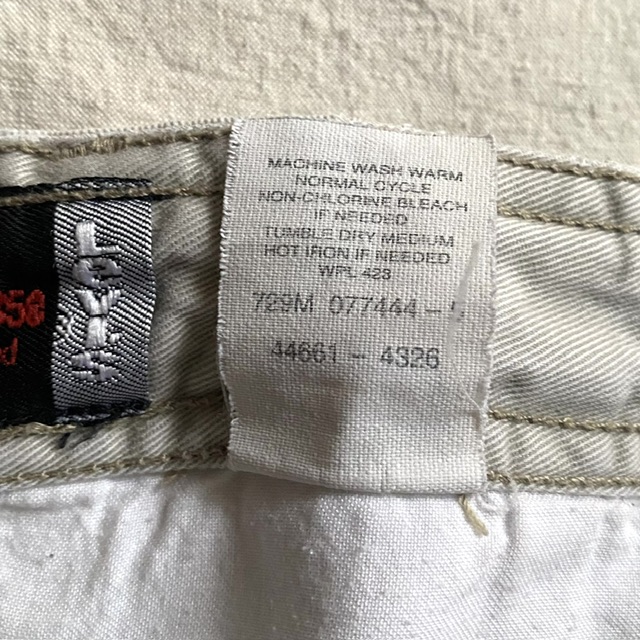 MACHINE WASH WARM
NORMAL CYCLE
NON-CHLORINE BLEACH
IF NEEDED
TUMBLE DRY MEDIUM
HOT IRON IF NEEDED
WPL 423
729M 077444-
44661 - 4326
LEVI'S